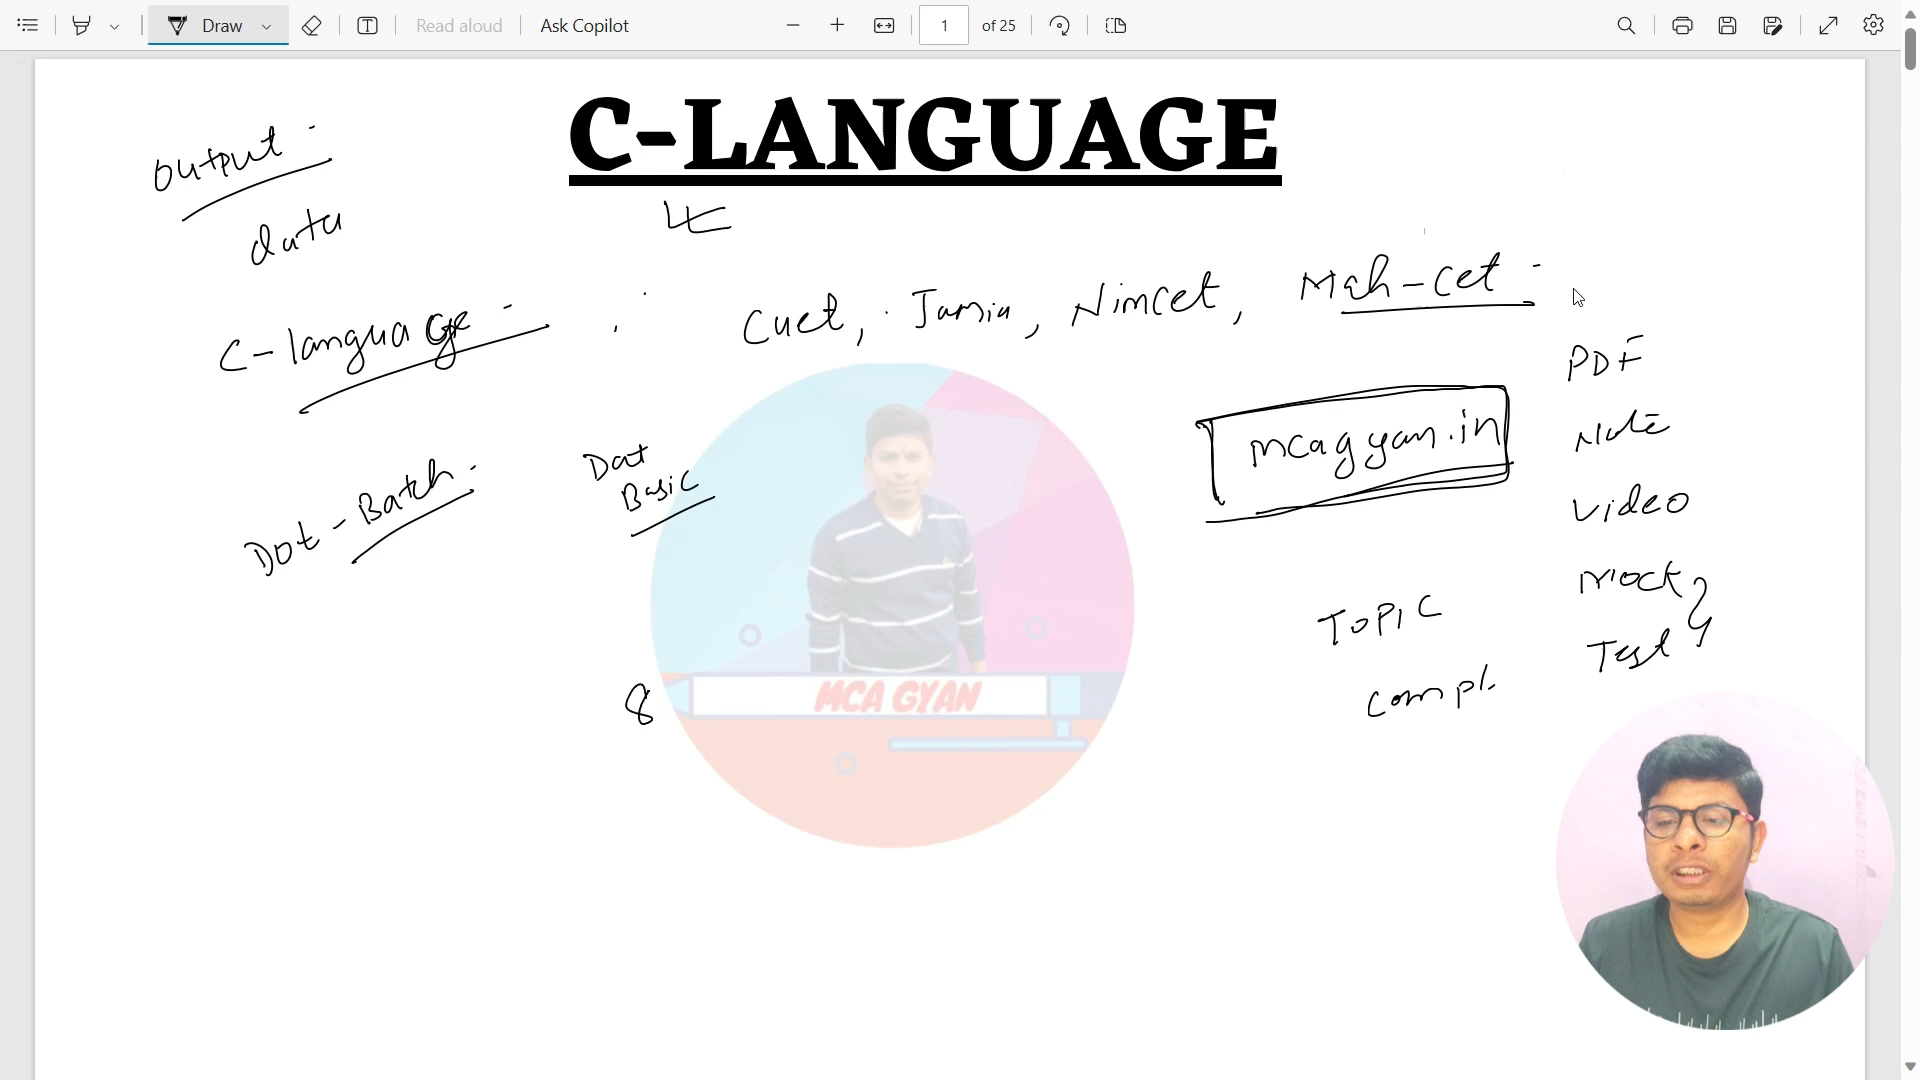 Draw
Read aloud
Ask Copilot
1 of 25
C-LANGUAGE
output
data
C-language
Cuet, Jamia, Nimcet, Mah-cet
PDF
Note
mcagyan.in
Dot-Batch
Dot
Basic
Video
Mock
Test
TOPIC
Compl.
8
MCA GYAN